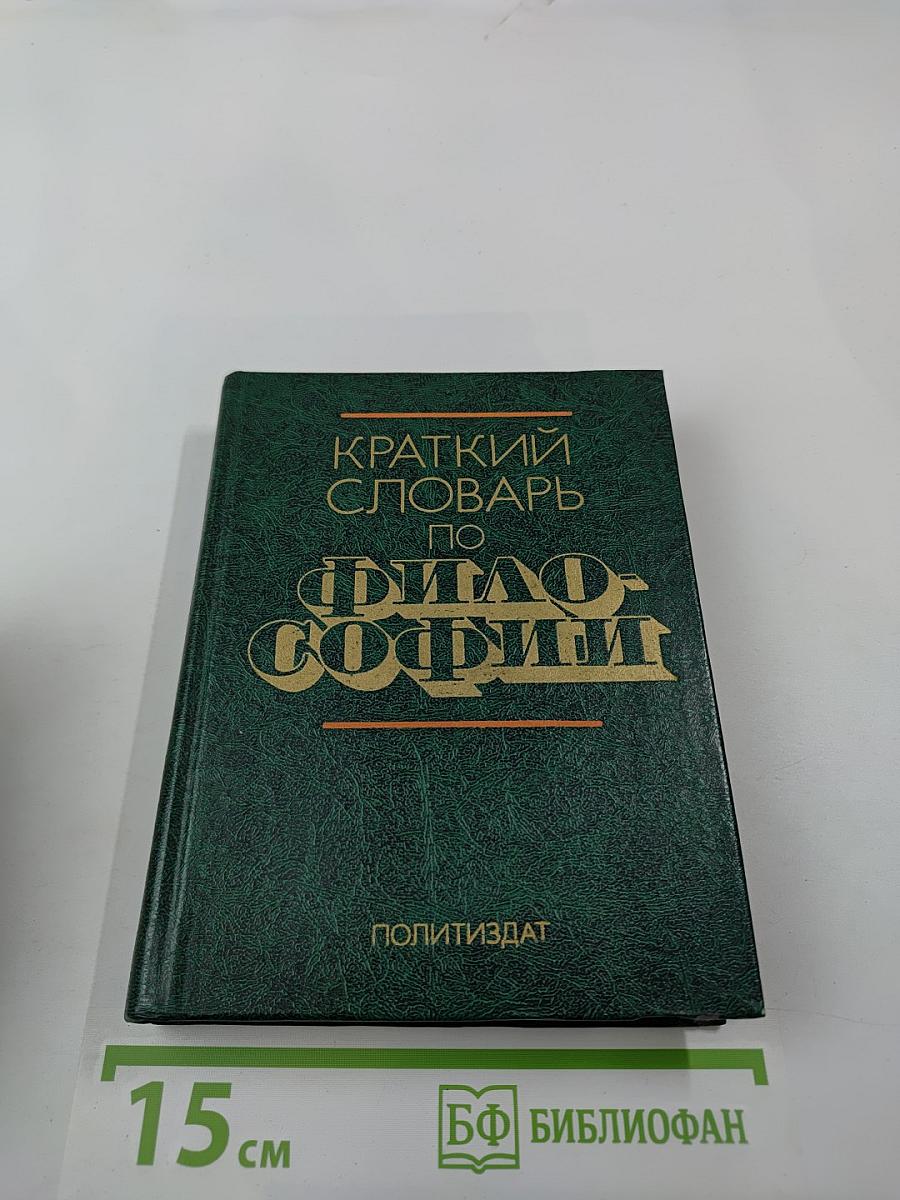 КРАТКИЙ
СЛОВАРЬ
ПО
ФИЛО-
СОФИИ
ПОЛИТИЗДАТ
15 см
БФ БИБЛИОФАН